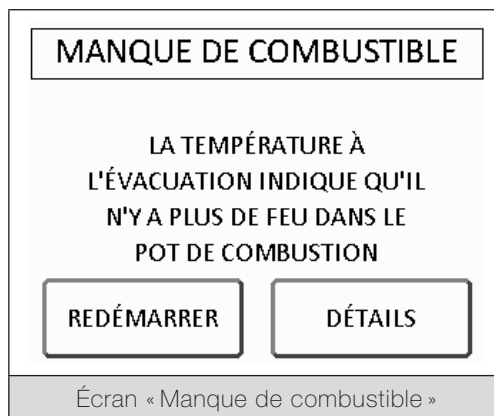 MANQUE DE COMBUSTIBLE
LA TEMPÉRATURE À
L'ÉVACUATION INDIQUE QU'IL
N'Y A PLUS DE FEU DANS LE
POT DE COMBUSTION
REDÉMARRER DÉTAILS
Écran « Manque de combustible »